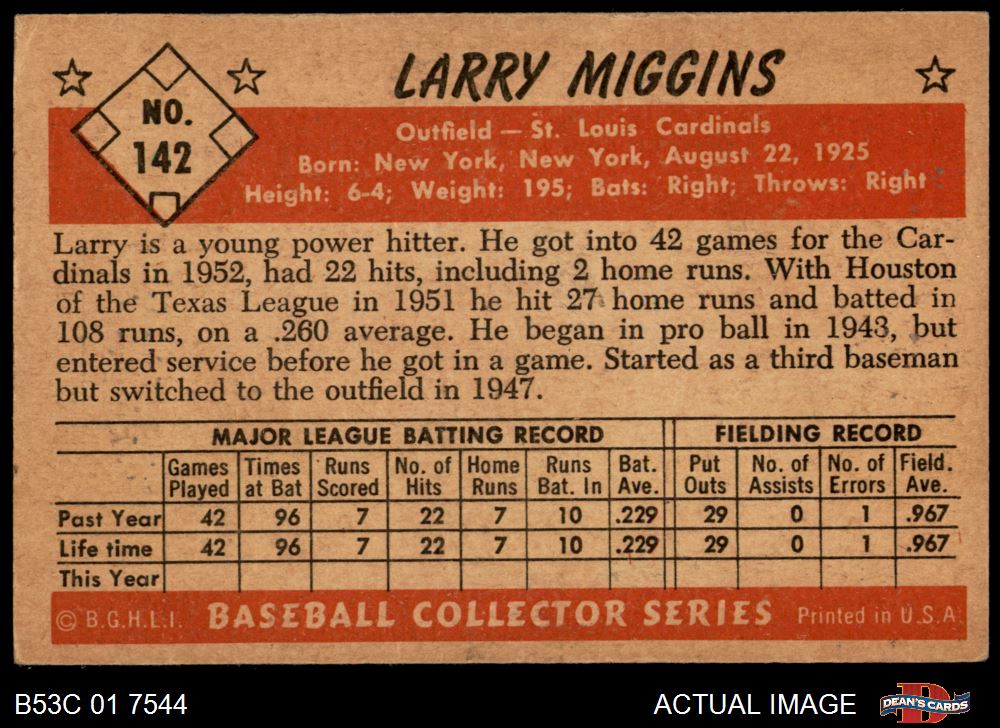 NO.
142
LARRY MIGGINS
Outfield — St. Louis Cardinals
Born: New York, New York, August 22, 1925
Height: 6-4; Weight: 195; Bats: Right; Throws: Right
Larry is a young power hitter. He got into 42 games for the Car-
dinals in 1952, had 22 hits, including 2 home runs. With Houston
of the Texas League in 1951 he hit 27 home runs and batted in
108 runs, on a .260 average. He began in pro ball in 1943, but
entered service before he got in a game. Started as a third baseman
but switched to the outfield in 1947.
MAJOR LEAGUE BATTING RECORD FIELDING RECORD
Games Times Runs No. of Home Runs Bat. Put No. of No. of Field.
Played at Bat Scored Hits Runs Bat. In Ave. Outs Assists Errors Ave.
Past Year 42 96 7 22 7 10 .229 29 0 1 .967
Life time 42 96 7 22 7 10 .229 29 0 1 .967
This Year
© B.G.H.L.I. BASEBALL COLLECTOR SERIES Printed in U.S.A.
B53C 01 7544 ACTUAL IMAGE DEAN'S CARDS